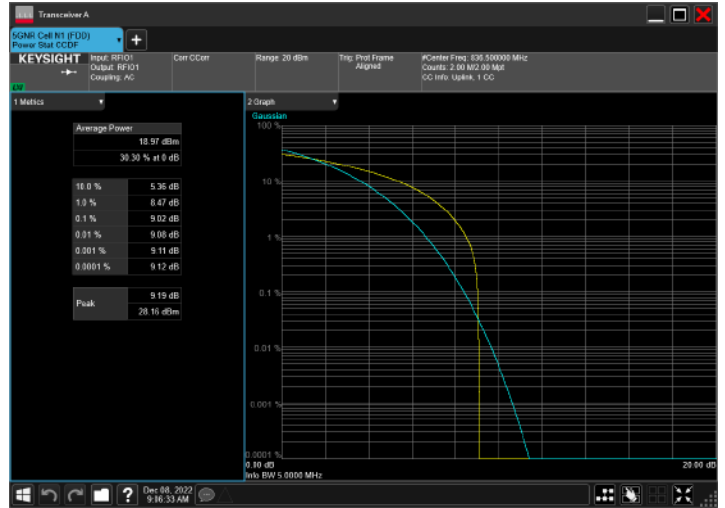 Transceiver A
5GNR Cell N1 (FDD)
Power Stat CCDF
KEYSIGHT
LXI
Input: RFIO1
Output: RFIO1
Coupling: AC
Corr CCorr
Range: 20 dBm
Trig: Prot Frame
Aligned
#Center Freq: 836.500000 MHz
Counts: 2.00 M/2.00 Mpt
CC Info: Uplink, 1 CC
1 Metrics
Average Power
18.97 dBm
30.30 % at 0 dB
10.0 % 5.36 dB
1.0 % 8.47 dB
0.1 % 9.02 dB
0.01 % 9.08 dB
0.001 % 9.11 dB
0.0001 % 9.12 dB
Peak
9.19 dB
28.16 dBm
2 Graph
Gaussian
100 %
10 %
1 %
0.1 %
0.01 %
0.001 %
0.0001 %
0.00 dB
20.00 dB
Info BW 5.0000 MHz
Dec 08, 2022
9:16:33 AM